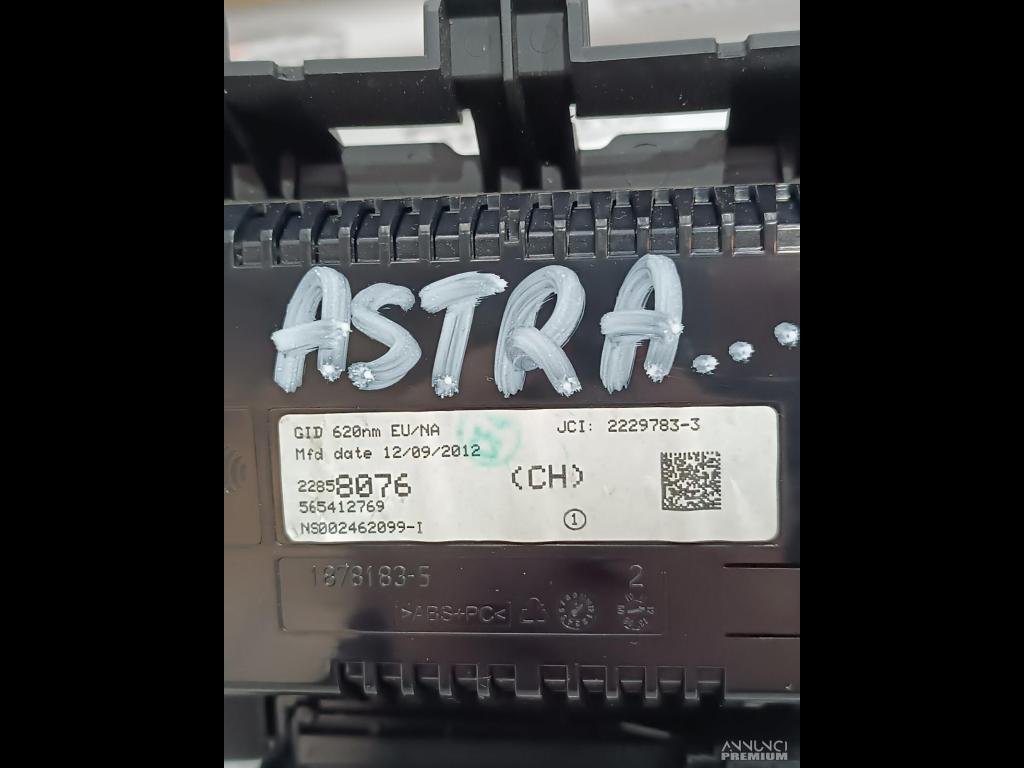 ASTRA...
GID 620nm EU/NA
JCI: 2229783-3
Mfd date 12/09/2012
22858076
(CH)
565412769
1
NS002462099-I
1878183-5
2
>ABS+PC<
ANNUNCI
PREMIUM